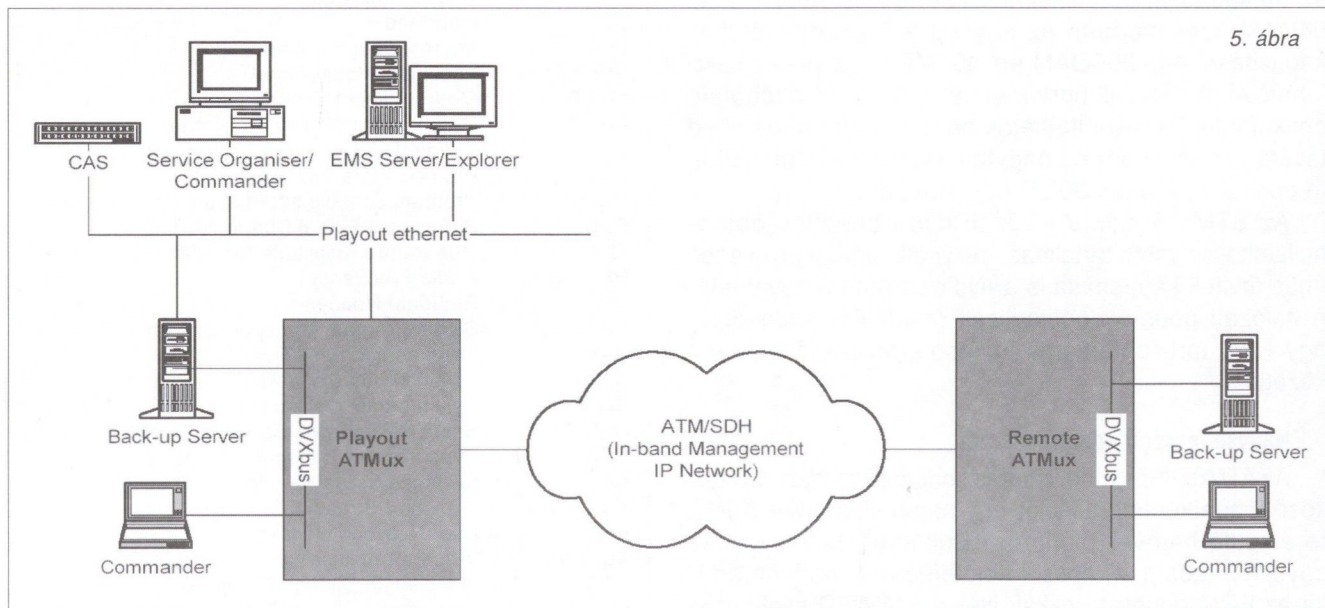 5. ábra
CAS
Service Organiser/
Commander
EMS Server/Explorer
Playout ethernet
Back-up Server
DVXbus
Playout
ATMux
ATM/SDH
(In-band Management
IP Network)
Remote
ATMux
DVXbus
Back-up Server
Commander
Commander